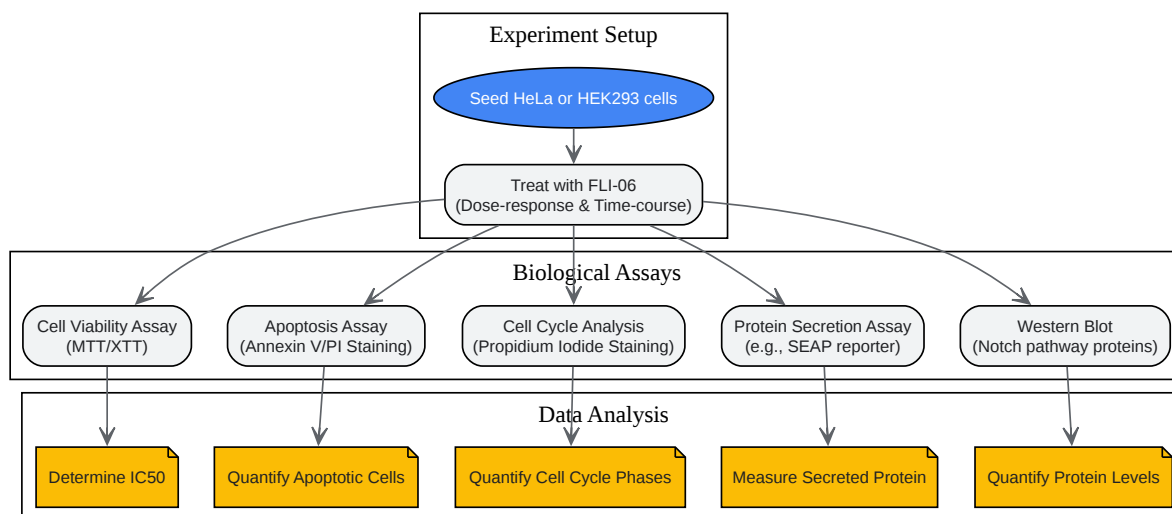 Experiment Setup
Seed HeLa or HEK293 cells
Treat with FLI-06
(Dose-response & Time-course)
Biological Assays
Cell Viability Assay
(MTT/XTT)
Apoptosis Assay
(Annexin V/PI Staining)
Cell Cycle Analysis
(Propidium Iodide Staining)
Protein Secretion Assay
(e.g., SEAP reporter)
Western Blot
(Notch pathway proteins)
Data Analysis
Determine IC50
Quantify Apoptotic Cells
Quantify Cell Cycle Phases
Measure Secreted Protein
Quantify Protein Levels